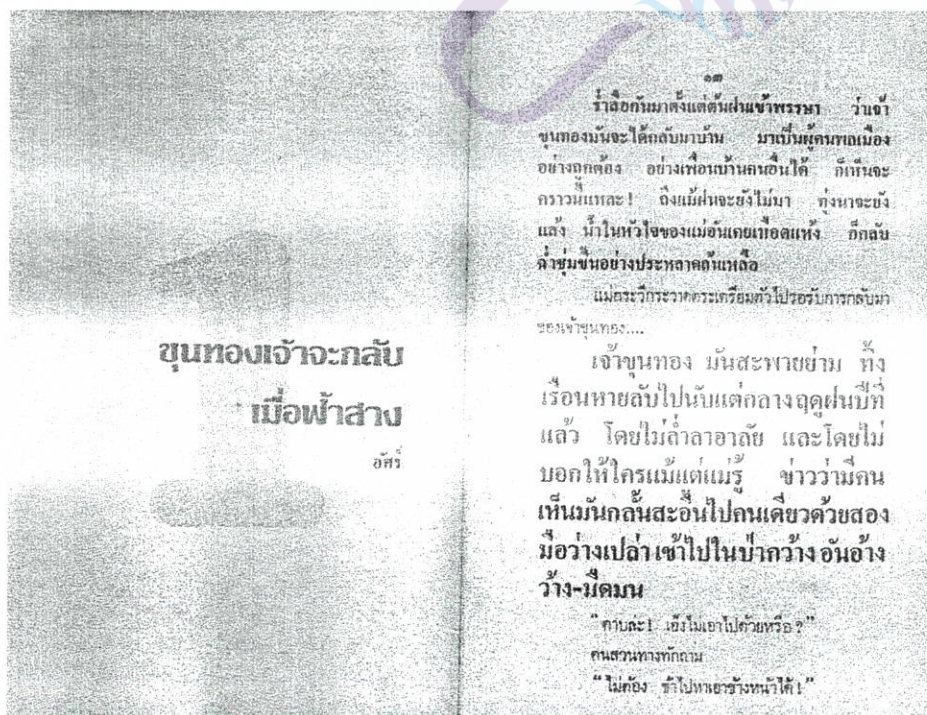 ขุนทองเจ้าจะกลับ
เมื่อฟ้าสาง
อัศร์
๑๓
ร่ำลือกันมาตั้งแต่ต้นฝนเข้าพรรษา ว่าเจ้า
ขุนทองมันจะได้กลับมาบ้าน มาเป็นผู้คนพลเมือง
อย่างถูกต้อง อย่างเพื่อนบ้านคนอื่นได้ ก็เห็นจะ
คราวนี้แหละ! ถึงแม้ฝนจะยังไม่มา ทุ่งนาจะยัง
แล้ง น้ำในหัวใจของแม่อันเคยเหือดแห้ง ก็กลับ
ฉ่ำชุ่มขึ้นอย่างประหลาดล้นเหลือ
แม่กระวีกระวาดตระเตรียมตัวไปรอรับการกลับมา
ของเจ้าขุนทอง....
เจ้าขุนทอง มันสะพายย่าม ทิ้ง
เรือนหายลับไปนับแต่กลางฤดูฝนปีที่
แล้ว โดยไม่ล่ำลาอาลัย และโดยไม่
บอกให้ใครแม้แต่แม่รู้ ข่าวว่ามีคน
เห็นมันกลั้นสะอื้นไปคนเดียวด้วยสอง
มือว่างเปล่า เข้าไปในป่ากว้าง อันอ้าง
ว้าง-มืดมน
"ดาบล่ะ! เอ็งไม่เอาไปด้วยหรือ?"
คนสวนทางทักถาม
"ไม่ต้อง ข้าไปหาเอาข้างหน้าได้!"